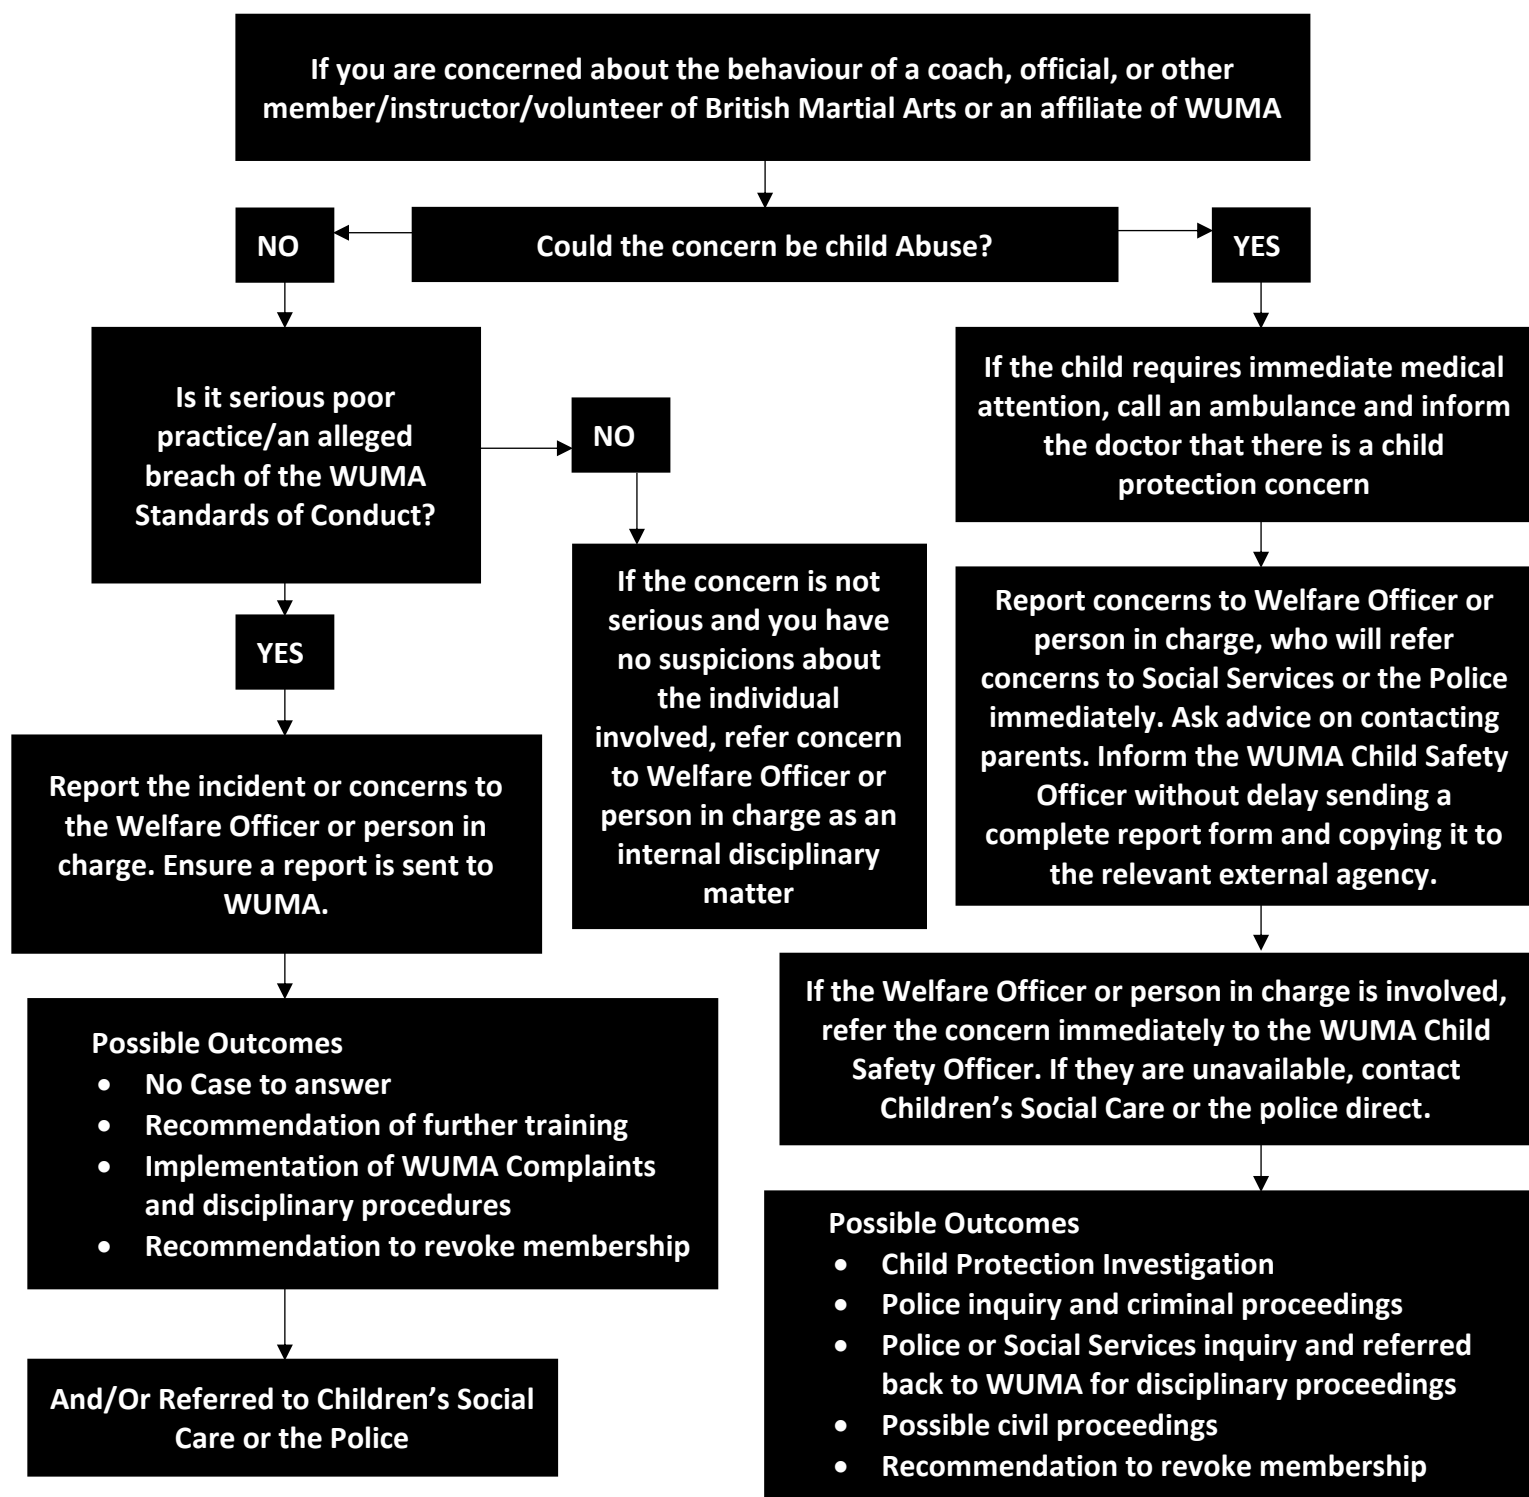 If you are concerned about the behaviour of a coach, official, or other
member/instructor/volunteer of British Martial Arts or an affiliate of WUMA
NO
Could the concern be child Abuse?
YES
Is it serious poor
practice/an alleged
breach of the WUMA
Standards of Conduct?
NO
If the child requires immediate medical
attention, call an ambulance and inform
the doctor that there is a child
protection concern
If the concern is not
serious and you have
no suspicions about
the individual
involved, refer concern
to Welfare Officer or
person in charge as an
internal disciplinary
matter
Report concerns to Welfare Officer or
person in charge, who will refer
concerns to Social Services or the Police
immediately. Ask advice on contacting
parents. Inform the WUMA Child Safety
Officer without delay sending a
complete report form and copying it to
the relevant external agency.
YES
Report the incident or concerns to
the Welfare Officer or person in
charge. Ensure a report is sent to
WUMA.
If the Welfare Officer or person in charge is involved,
refer the concern immediately to the WUMA Child
Safety Officer. If they are unavailable, contact
Children’s Social Care or the police direct.
Possible Outcomes
• No Case to answer
• Recommendation of further training
• Implementation of WUMA Complaints
and disciplinary procedures
• Recommendation to revoke membership
Possible Outcomes
• Child Protection Investigation
• Police inquiry and criminal proceedings
• Police or Social Services inquiry and referred
back to WUMA for disciplinary proceedings
• Possible civil proceedings
• Recommendation to revoke membership
And/Or Referred to Children’s Social
Care or the Police